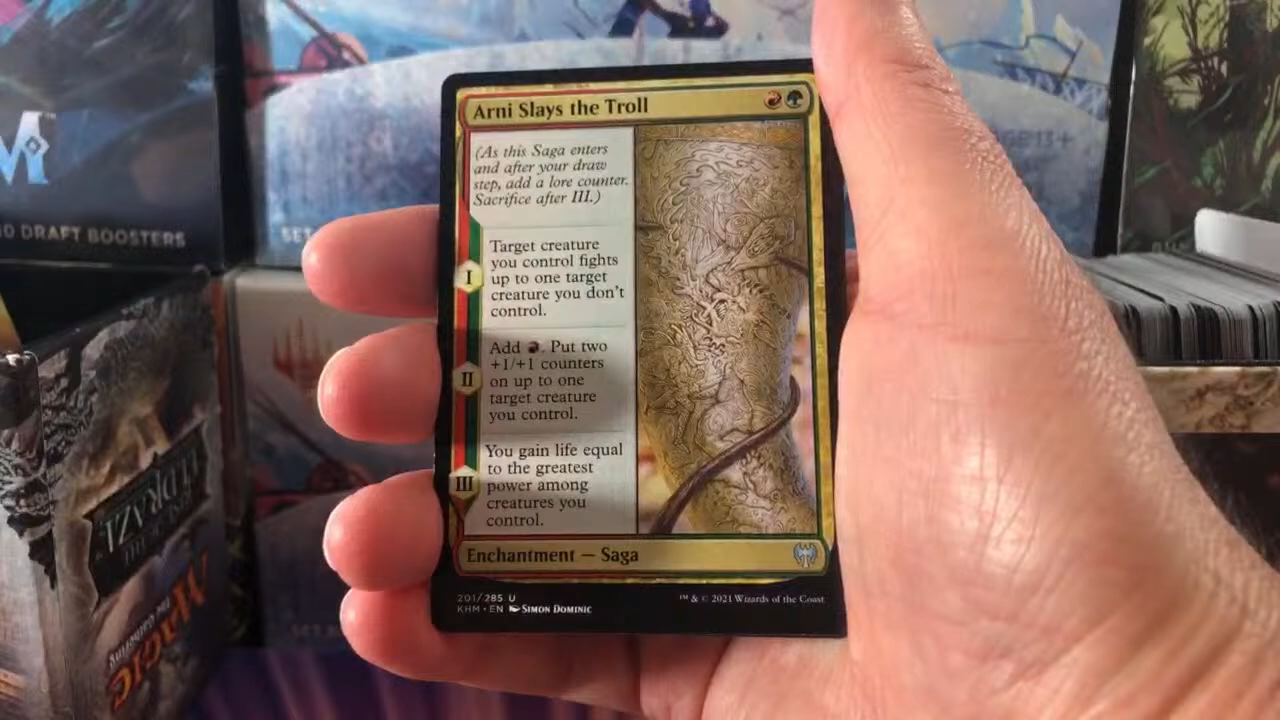 Arni Slays the Troll
(As this Saga enters
and after your draw
step, add a lore counter.
Sacrifice after III.)
I
Target creature
you control fights
up to one target
creature you don't
control.
II
Add . Put two
+1/+1 counters
on up to one
target creature
you control.
III
You gain life equal
to the greatest
power among
creatures you
control.
Enchantment — Saga
201/285 U
KHM • EN SIMON DOMINIC
™ & © 2021 Wizards of the Coast
DRAFT BOOSTERS
AGE 13+
SET
MAGIC